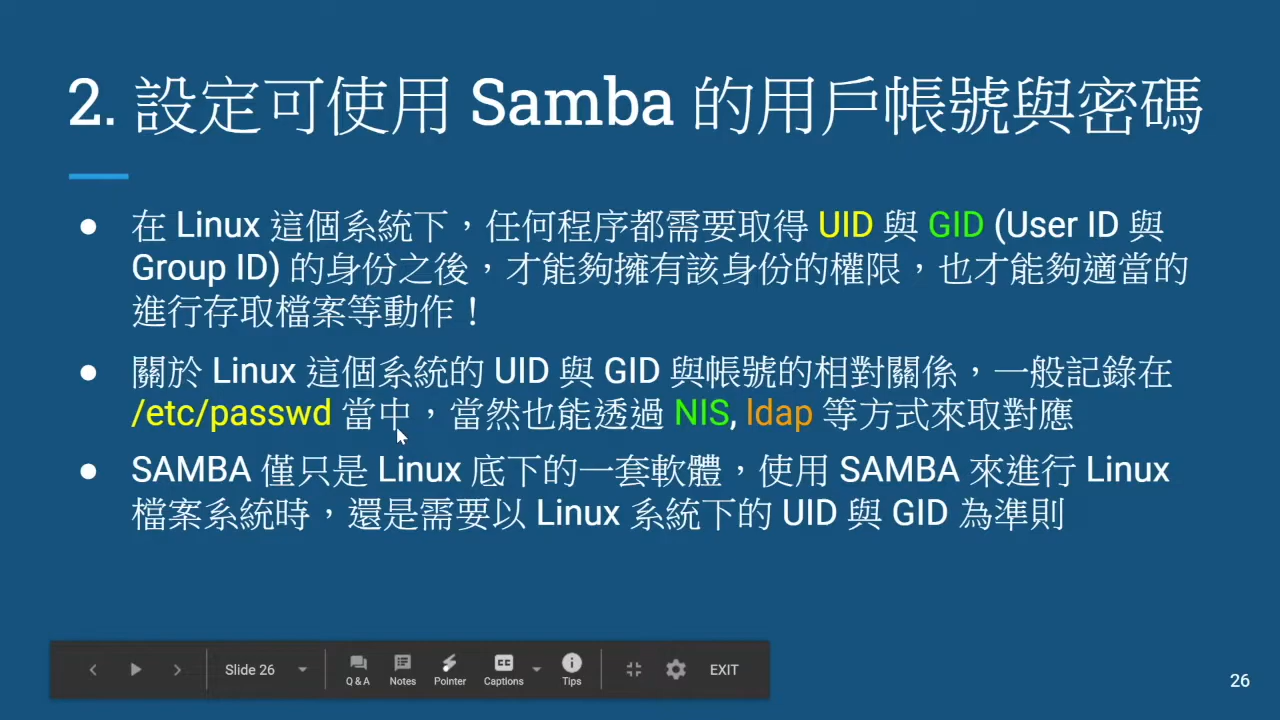 2. 設定可使用 Samba 的用戶帳號與密碼
● 在 Linux 這個系統下，任何程序都需要取得 UID 與 GID (User ID 與
Group ID) 的身份之後，才能夠擁有該身份的權限，也才能夠適當的
進行存取檔案等動作！
● 關於 Linux 這個系統的 UID 與 GID 與帳號的相對關係，一般記錄在
/etc/passwd 當中，當然也能透過 NIS, ldap 等方式來取對應
● SAMBA 僅只是 Linux 底下的一套軟體，使用 SAMBA 來進行 Linux
檔案系統時，還是需要以 Linux 系統下的 UID 與 GID 為準則
Slide 26
Q & A
Notes
Pointer
Captions
Tips
EXIT
26